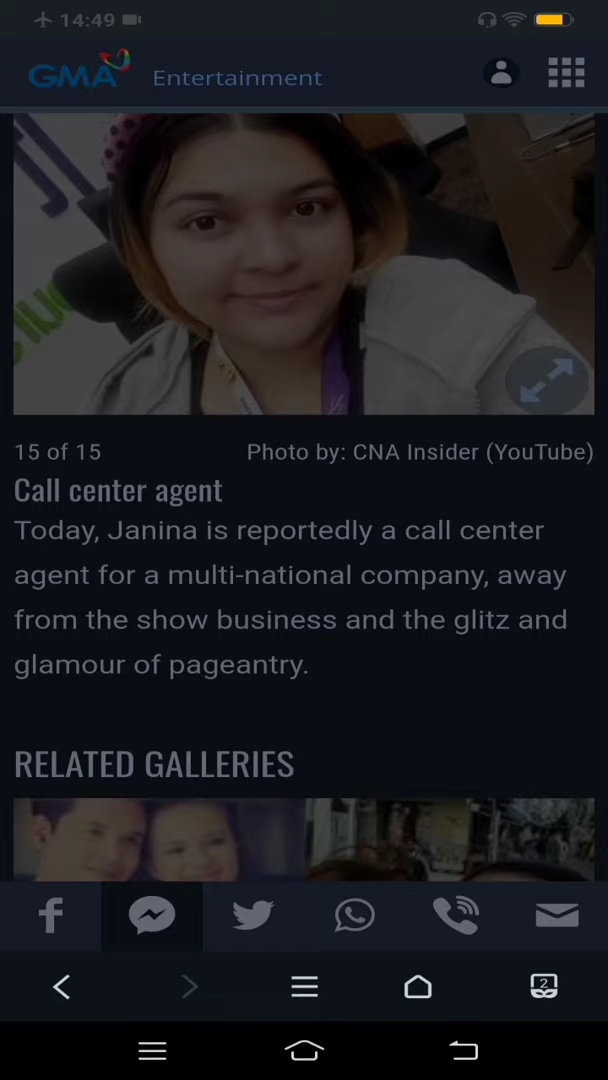 14:49
GMA Entertainment
15 of 15 Photo by: CNA Insider (YouTube)
Call center agent
Today, Janina is reportedly a call center
agent for a multi-national company, away
from the show business and the glitz and
glamour of pageantry.
RELATED GALLERIES
2